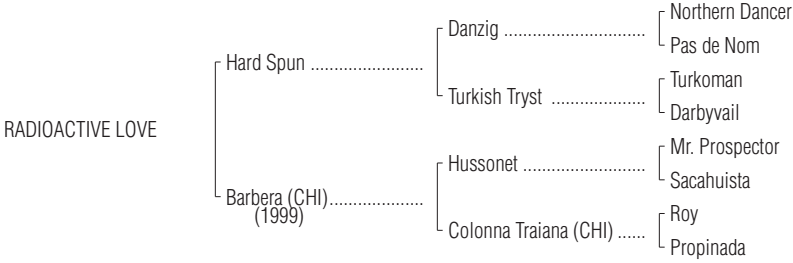 Northern Dancer
Danzig ..............................
Pas de Nom
Hard Spun ........................
Turkoman
Turkish Tryst ....................
Darbyvail
RADIOACTIVE LOVE
Mr. Prospector
Hussonet ..........................
Sacahuista
Barbera (CHI)....................
(1999)
Roy
Colonna Traiana (CHI) ......
Propinada